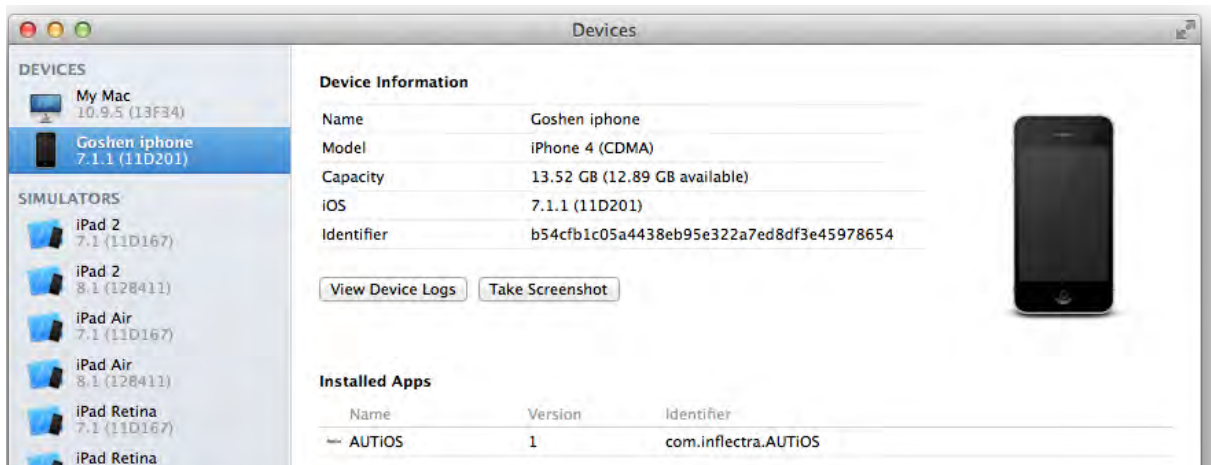 Devices
DEVICES
My Mac
10.9.5 (13F34)
Goshen iphone
7.1.1 (11D201)
SIMULATORS
iPad 2
7.1 (11D167)
iPad 2
8.1 (12B411)
iPad Air
7.1 (11D167)
iPad Air
8.1 (12B411)
iPad Retina
7.1 (11D167)
iPad Retina
Device Information
Name Goshen iphone
Model iPhone 4 (CDMA)
Capacity 13.52 GB (12.89 GB available)
iOS 7.1.1 (11D201)
Identifier b54cfb1c05a4438eb95e322a7ed8df3e45978654
View Device Logs Take Screenshot
Installed Apps
Name Version Identifier
AUTiOS 1 com.inflectra.AUTiOS